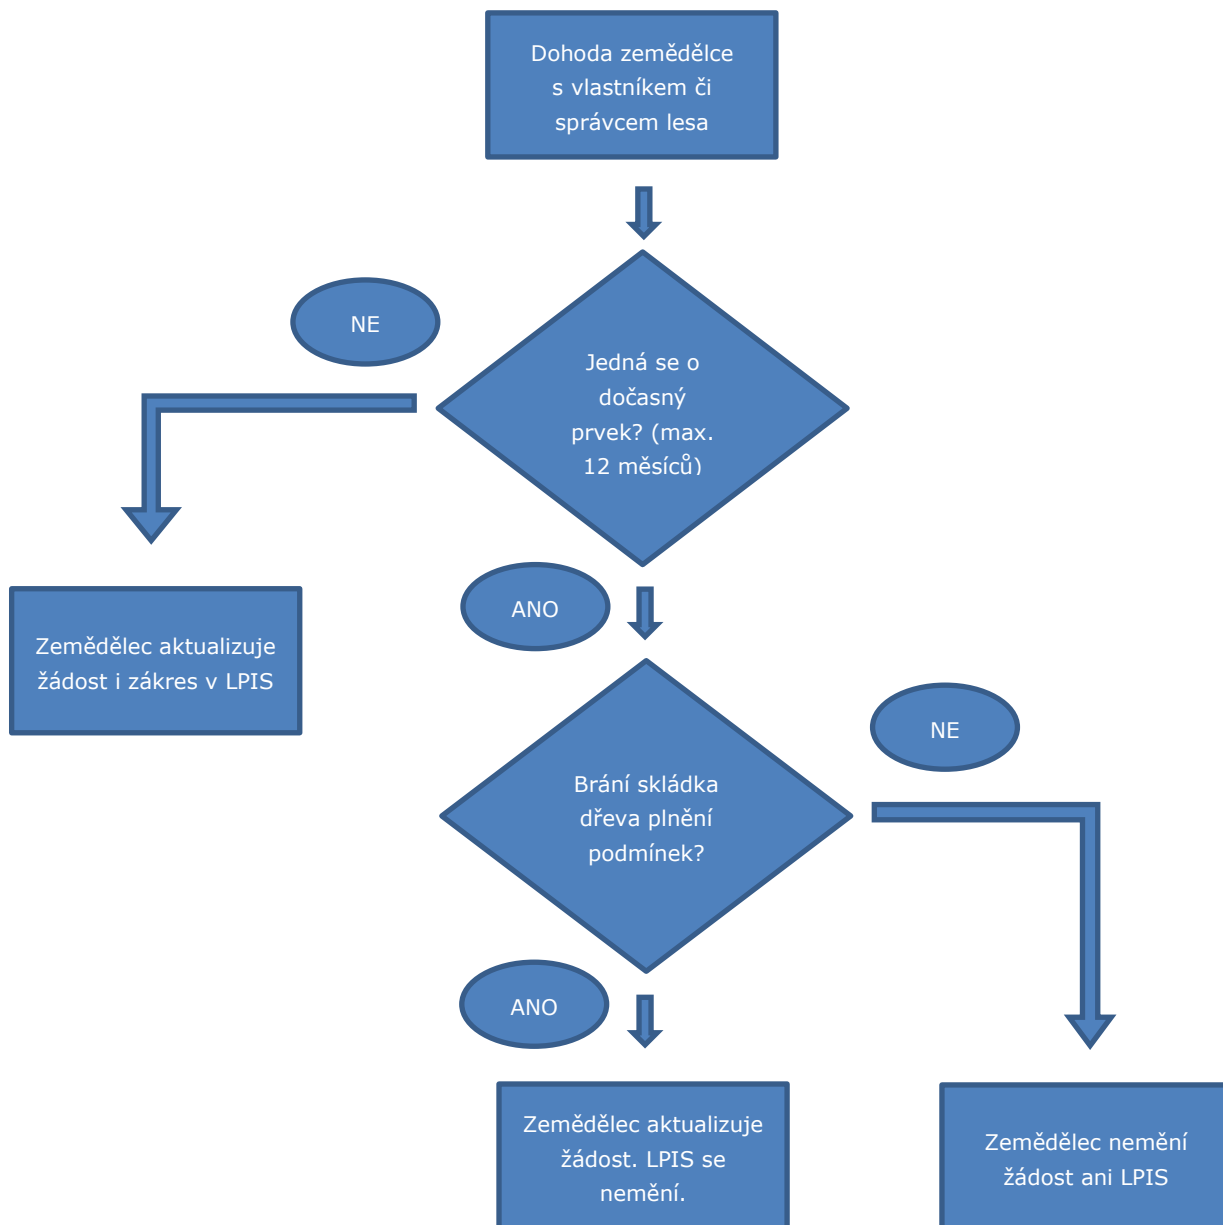 Dohoda zemědělce
s vlastníkem či
správcem lesa
NE
Jedná se o
dočasný
prvek? (max.
12 měsíců)
ANO
Zemědělec aktualizuje
žádost i zákres v LPIS
NE
Brání skládka
dřeva plnění
podmínek?
ANO
Zemědělec aktualizuje
žádost. LPIS se
nemění.
Zemědělec nemění
žádost ani LPIS